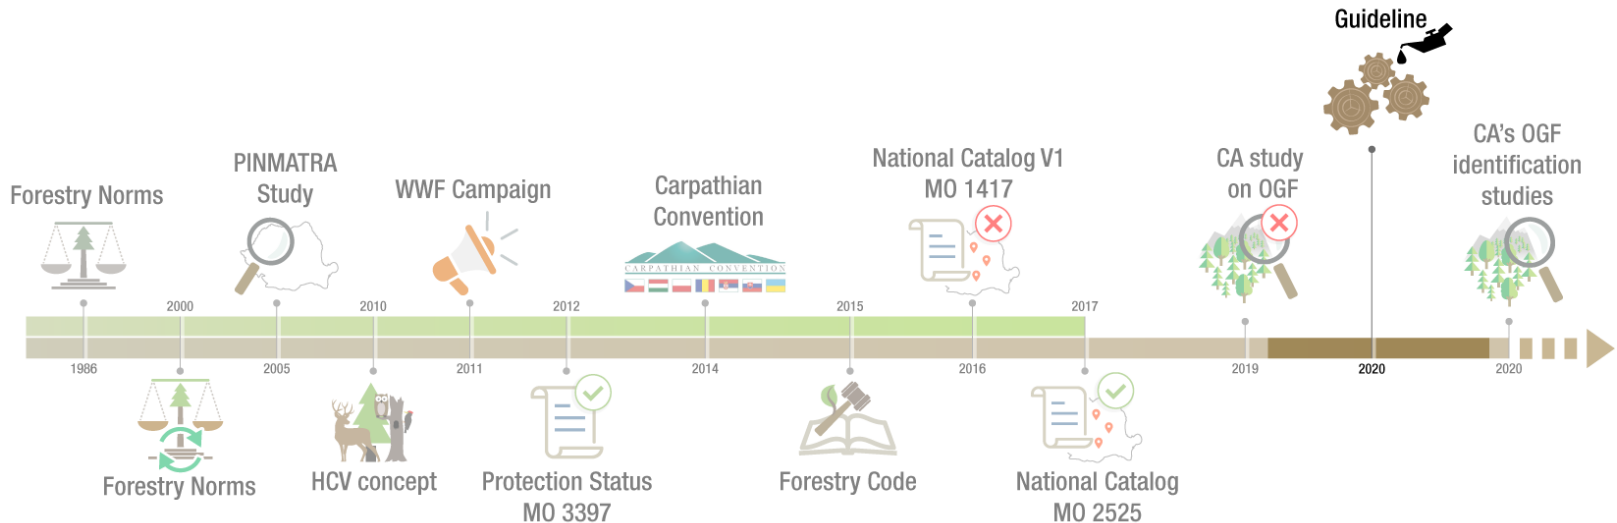 Guideline
CA's OGF
identification
studies
National Catalog V1
MO 1417
CA study
on OGF
PINMATRA
Study
Forestry Norms
WWF Campaign
Carpathian
Convention
CARPATHIAN CONVENTION
2000
2010
2012
2015
2017
1986
2005
2011
2014
2016
2019
2020
2020
Forestry Norms
HCV concept
Protection Status
MO 3397
Forestry Code
National Catalog
MO 2525